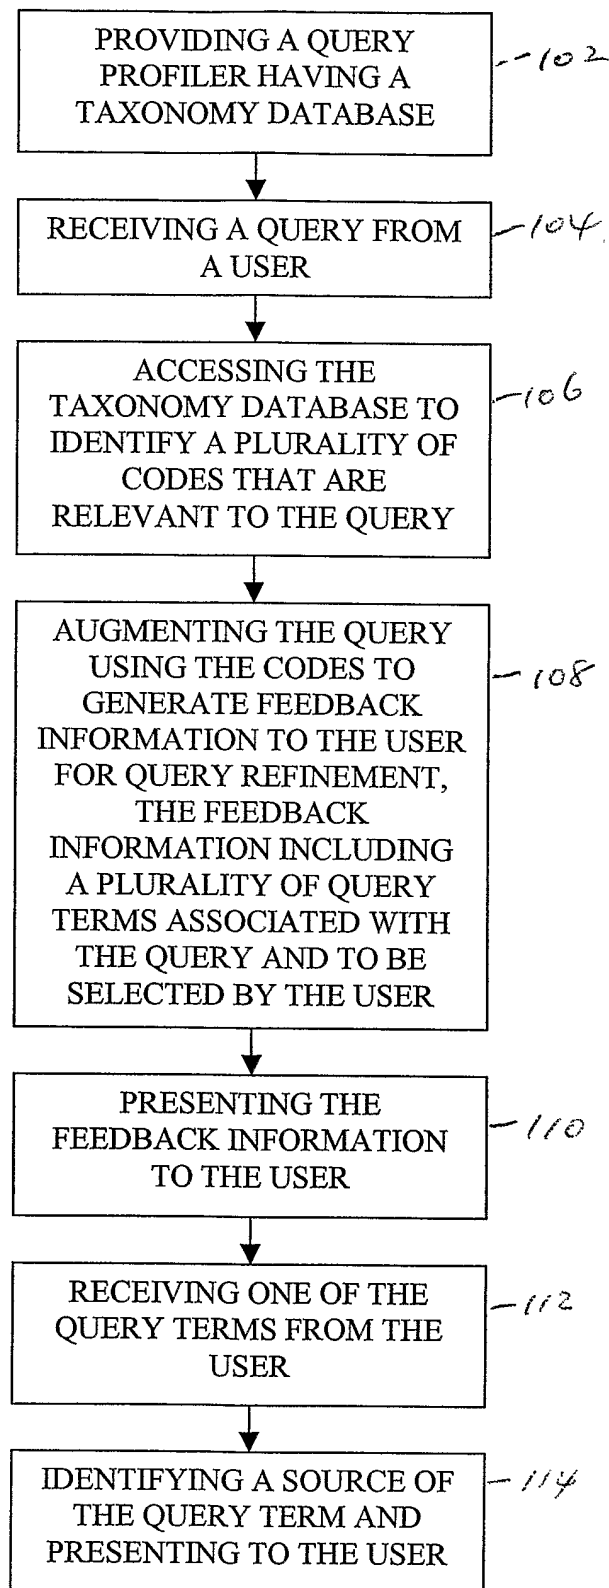 PROVIDING A QUERY
PROFILER HAVING A
TAXONOMY DATABASE
102
RECEIVING A QUERY FROM
A USER
104
ACCESSING THE
TAXONOMY DATABASE TO
IDENTIFY A PLURALITY OF
CODES THAT ARE
RELEVANT TO THE QUERY
106
AUGMENTING THE QUERY
USING THE CODES TO
GENERATE FEEDBACK
INFORMATION TO THE USER
FOR QUERY REFINEMENT,
THE FEEDBACK
INFORMATION INCLUDING
A PLURALITY OF QUERY
TERMS ASSOCIATED WITH
THE QUERY AND TO BE
SELECTED BY THE USER
108
PRESENTING THE
FEEDBACK INFORMATION
TO THE USER
110
RECEIVING ONE OF THE
QUERY TERMS FROM THE
USER
112
IDENTIFYING A SOURCE OF
THE QUERY TERM AND
PRESENTING TO THE USER
114